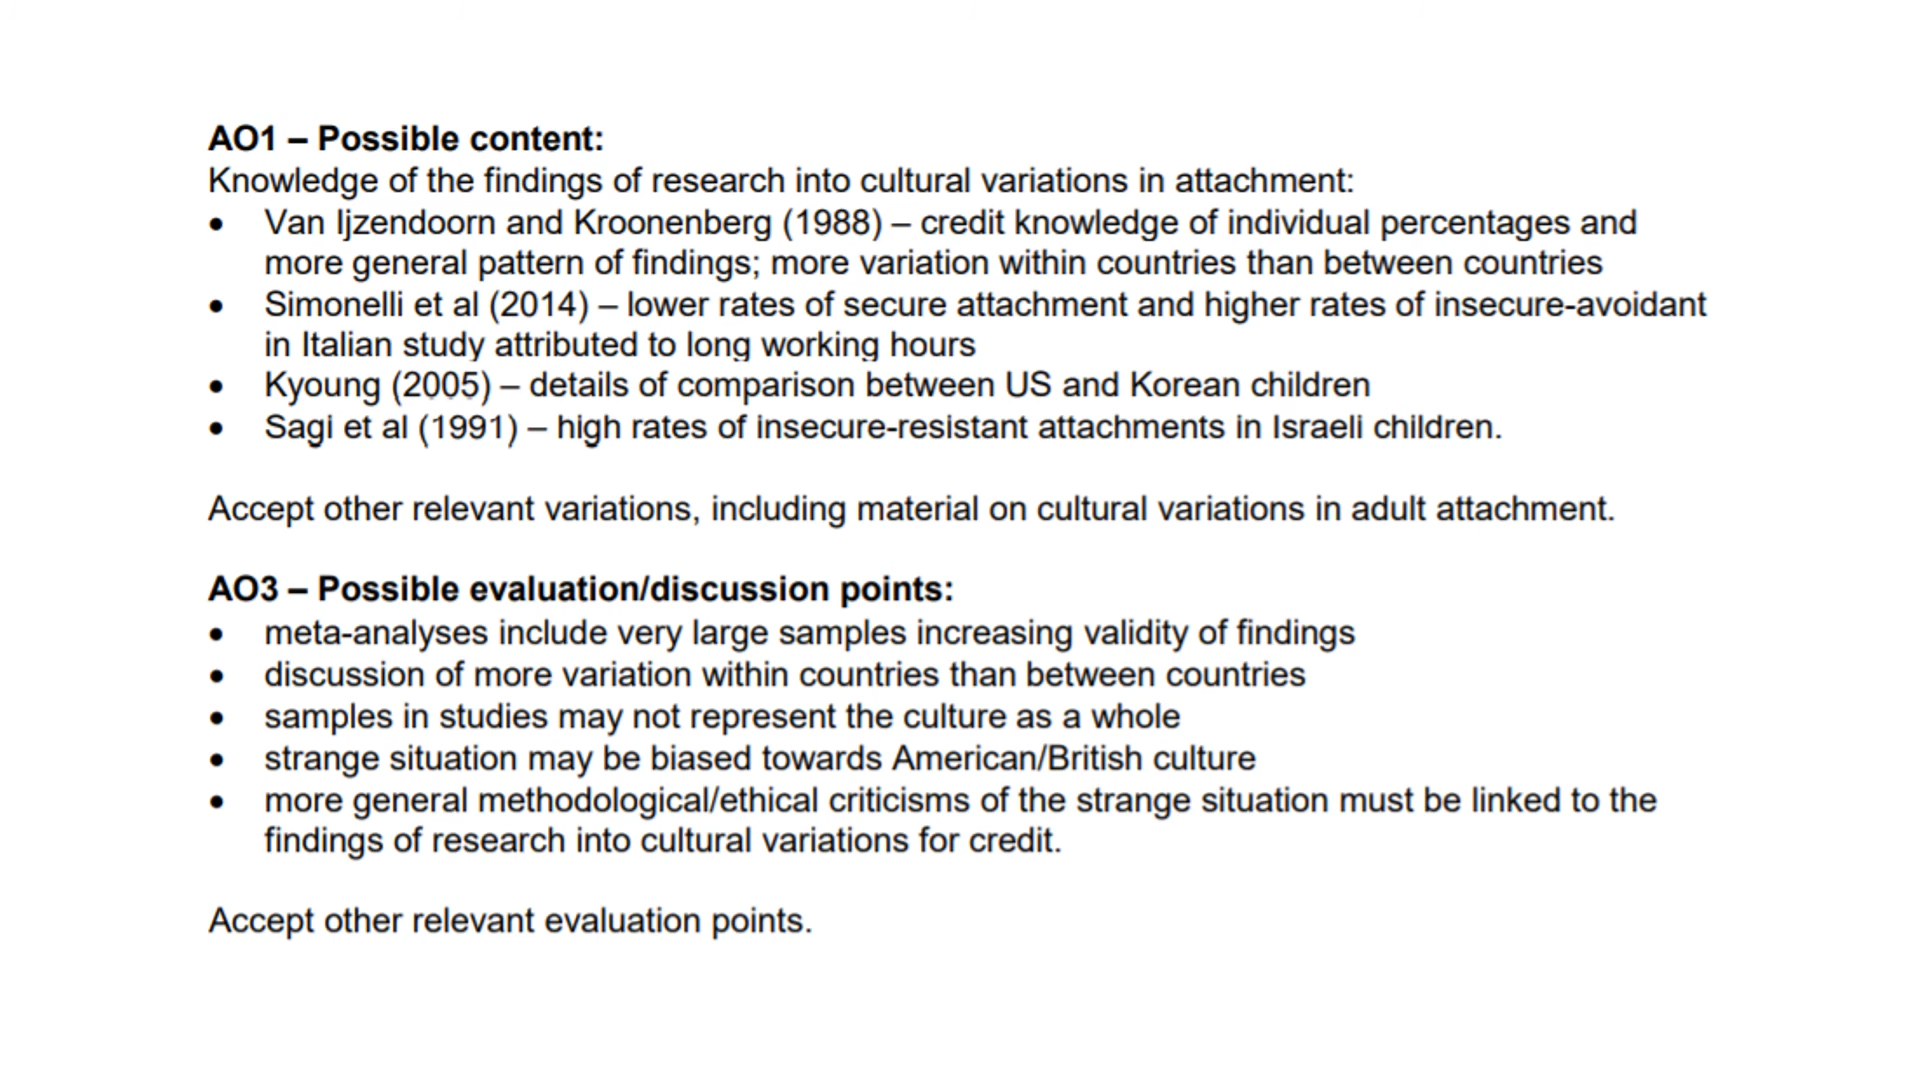 AO1 – Possible content:
Knowledge of the findings of research into cultural variations in attachment:
• Van Ijzendoorn and Kroonenberg (1988) – credit knowledge of individual percentages and
more general pattern of findings; more variation within countries than between countries
• Simonelli et al (2014) – lower rates of secure attachment and higher rates of insecure-avoidant
in Italian study attributed to long working hours
• Kyoung (2005) – details of comparison between US and Korean children
• Sagi et al (1991) – high rates of insecure-resistant attachments in Israeli children.
Accept other relevant variations, including material on cultural variations in adult attachment.
AO3 – Possible evaluation/discussion points:
• meta-analyses include very large samples increasing validity of findings
• discussion of more variation within countries than between countries
• samples in studies may not represent the culture as a whole
• strange situation may be biased towards American/British culture
• more general methodological/ethical criticisms of the strange situation must be linked to the
findings of research into cultural variations for credit.
Accept other relevant evaluation points.